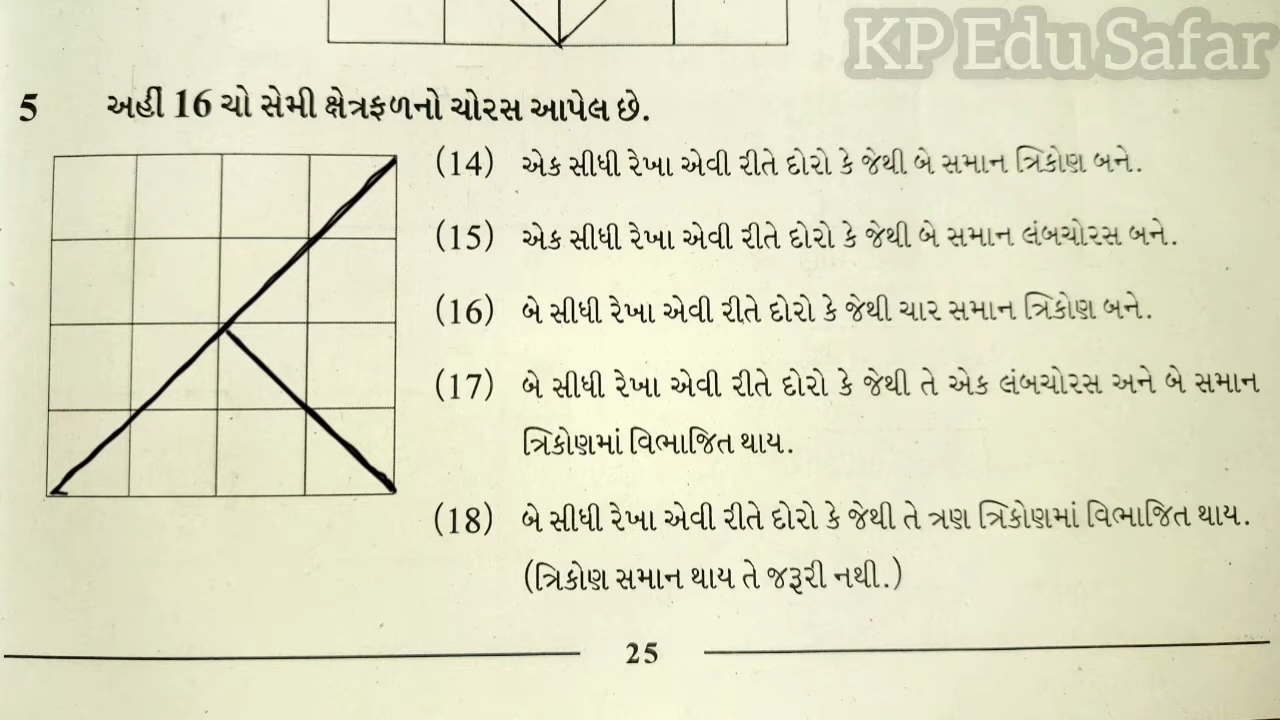 KP Edu Safar
5 અહીં 16 ચો સેમી ક્ષેત્રફળનો ચોરસ આપેલ છે.
(14) એક સીધી રેખા એવી રીતે દોરો કે જેથી બે સમાન ત્રિકોણ બને.
(15) એક સીધી રેખા એવી રીતે દોરો કે જેથી બે સમાન લંબચોરસ બને.
(16) બે સીધી રેખા એવી રીતે દોરો કે જેથી ચાર સમાન ત્રિકોણ બને.
(17) બે સીધી રેખા એવી રીતે દોરો કે જેથી તે એક લંબચોરસ અને બે સમાન
ત્રિકોણમાં વિભાજિત થાય.
(18) બે સીધી રેખા એવી રીતે દોરો કે જેથી તે ત્રણ ત્રિકોણમાં વિભાજિત થાય.
(ત્રિકોણ સમાન થાય તે જરૂરી નથી.)
25